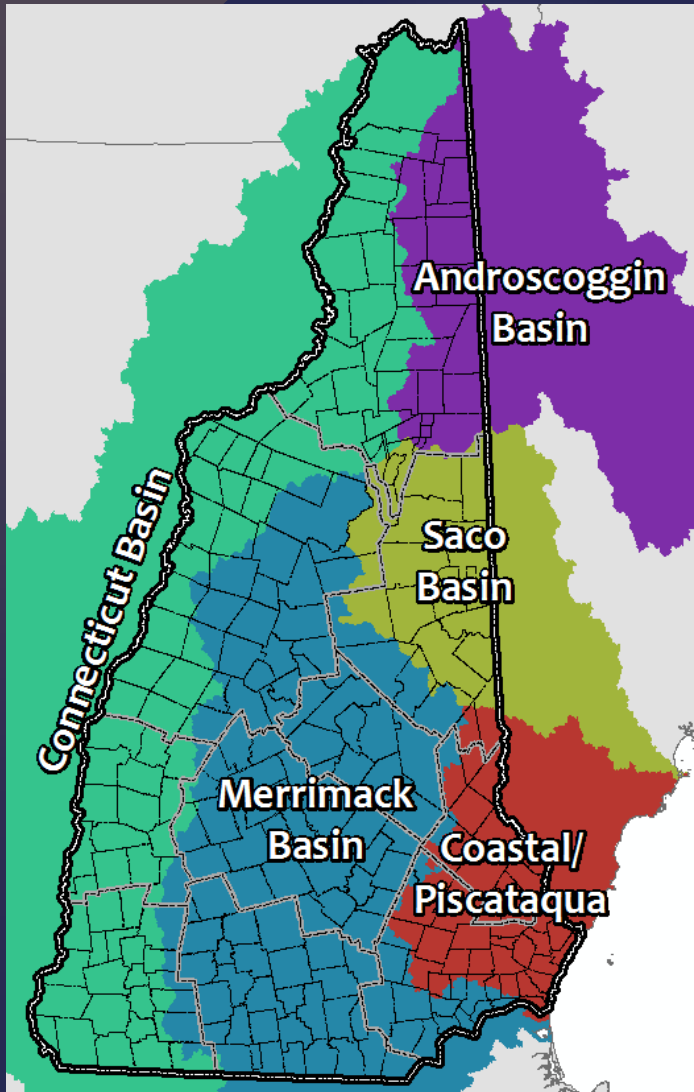 Androscoggin
Basin
Saco
Basin
Connecticut Basin
Merrimack
Basin
Coastal/
Piscataqua